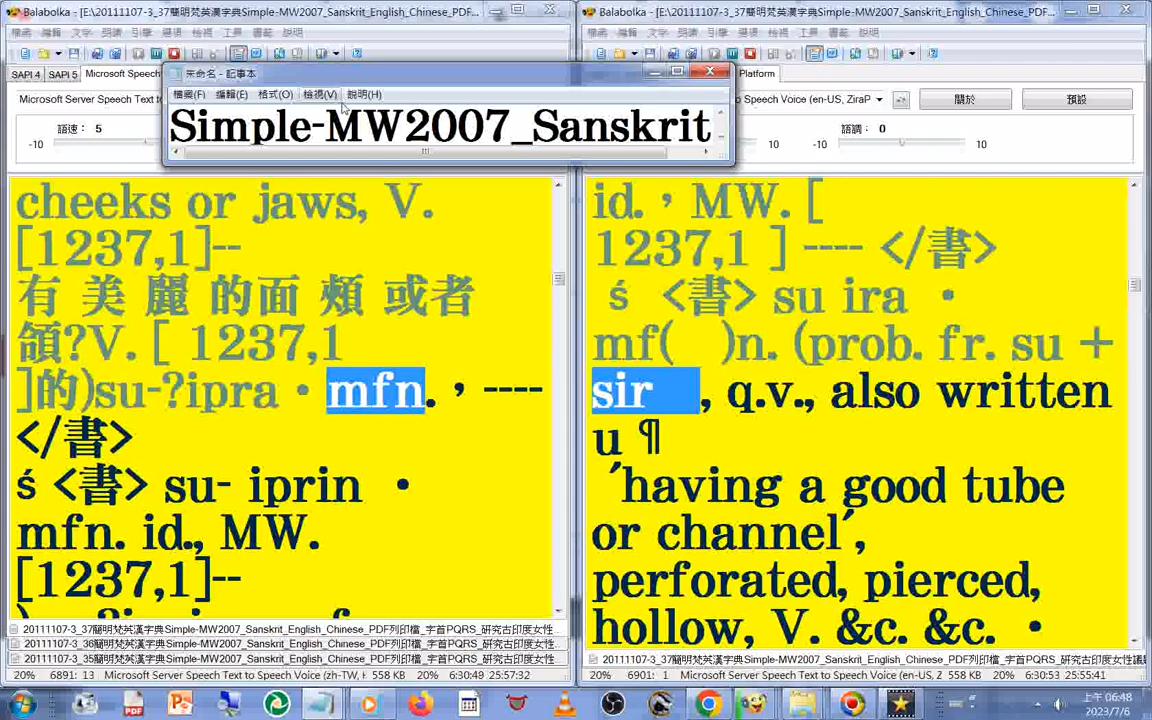 Balabolka - [E:\20111107-3_37簡明梵英漢字典Simple-MW2007_Sanskrit_English_Chinese_PDF...
Balabolka - [E:\20111107-3_37簡明梵英漢字典Simple-MW2007_Sanskrit_English_Chinese_PDF...
SAPI 4 SAPI 5 Microsoft Speech
Platform
未命名 - 記事本
檔案(F) 編輯(E) 格式(O) 檢視(V) 說明(H)
Simple-MW2007_Sanskrit
Microsoft Server Speech Text to
Speech Voice (en-US, ZiraP
關於
預設
語速： 5
-10
10
語調： 0
-10
10
cheeks or jaws, V.
[1237,1]--
有 美 麗 的面 頰 或者
頷?V. [ 1237,1
]的)su-?ipra‧mfn.，----
</書>
ś <書> su- iprin ‧
mfn. id., MW.
[1237,1]--
id.，MW. [
1237,1 ] ---- </書>
ś <書> su ira ‧
mf( )n. (prob. fr. su +
sir , q.v., also written
u ¶
´having a good tube
or channel´,
perforated, pierced,
hollow, V. &c. &c. ‧
20111107-3_37簡明梵英漢字典Simple-MW2007_Sanskrit_English_Chinese_PDF列印檔_字首PQRS_研究古印度女性...
20111107-3_36簡明梵英漢字典Simple-MW2007_Sanskrit_English_Chinese_PDF列印檔_字首PQRS_研究古印度女性...
20111107-3_35簡明梵英漢字典Simple-MW2007_Sanskrit_English_Chinese_PDF列印檔_字首PQRS_研究古印度女性...
20111107-3_37簡明梵英漢字典Simple-MW2007_Sanskrit_English_Chinese_PDF列印檔_字首PQRS_研究古印度女性議
20% 6891: 13 Microsoft Server Speech Text to Speech Voice (zh-TW, H 558 KB 20% 6:30:49 25:57:32
20% 6901: 1 Microsoft Server Speech Text to Speech Voice (en-US, Z 558 KB 20% 6:30:49 25:55:41
上午 06:48
2023/7/6